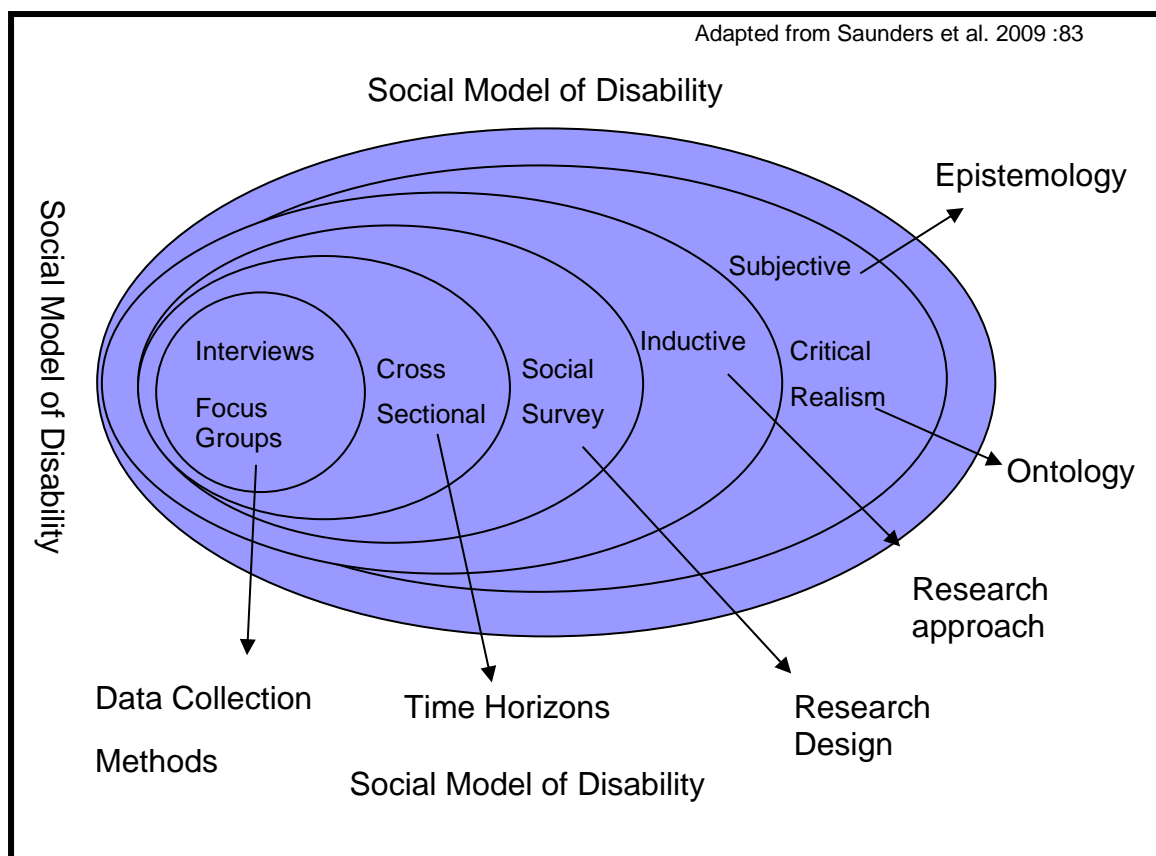 Adapted from Saunders et al. 2009 :83
Social Model of Disability
Epistemology
Social Model of Disability
Subjective
Interviews
Focus
Groups
Cross
Sectional
Social
Survey
Inductive
Critical
Realism
Ontology
Research
approach
Data Collection
Methods
Time Horizons
Research
Design
Social Model of Disability